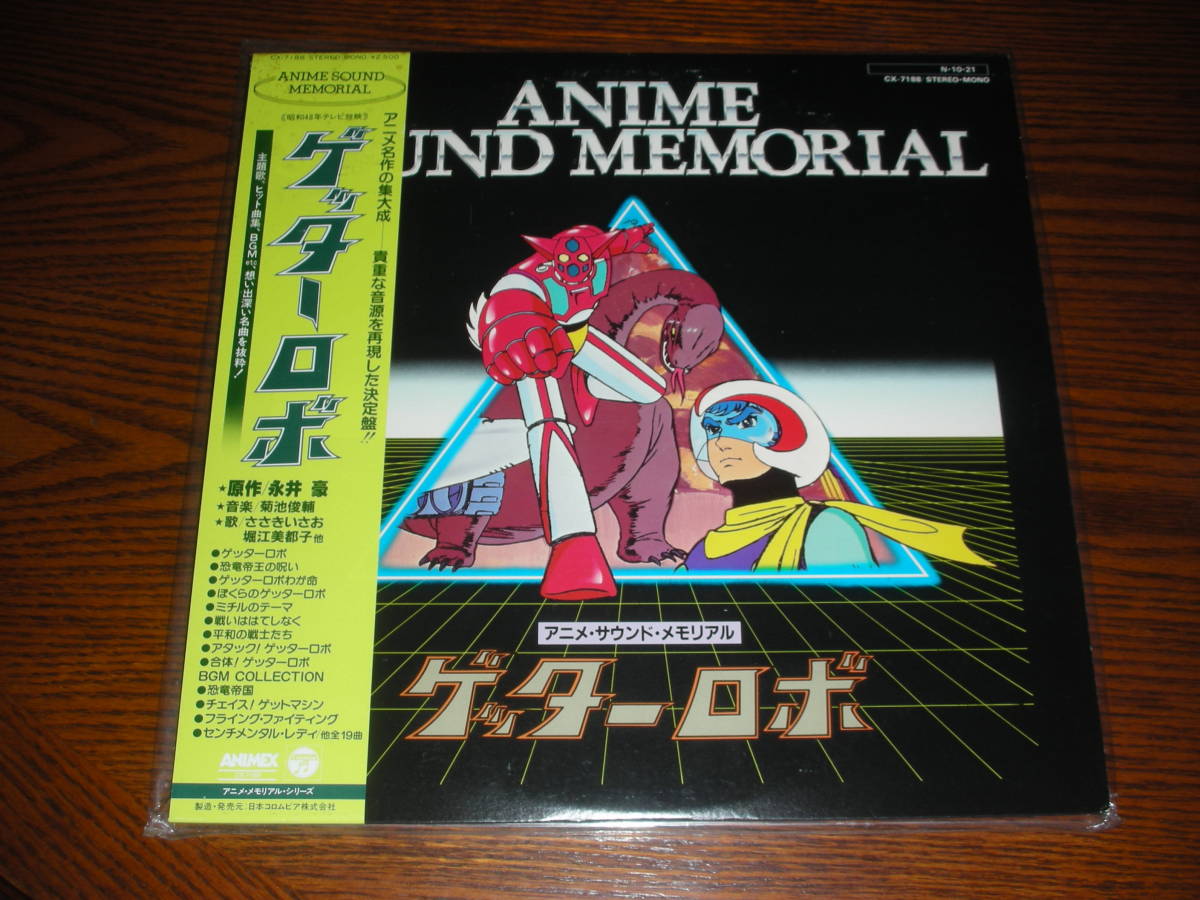 CX-7188 STEREO-MONO ¥2,500
ANIME SOUND
MEMORIAL
《昭和48年テレビ放映》
アニメ名作の集大成——貴重な音源を再現した決定盤!!
ゲッターロボ
主題歌、ヒット曲集、BGM etc、想い出深い名曲を抜粋!
★原作/永井 豪
★音楽/菊池俊輔
★歌/ささきいさお
堀江美都子他
●ゲッターロボ
●恐竜帝王の呪い
●ゲッターロボわが命
●ぼくらのゲッターロボ
●ミチルのテーマ
●戦いははてしなく
●平和の戦士たち
●アタック!ゲッターロボ
●合体!ゲッターロボ
BGM COLLECTION
●恐竜帝国
●チェイス!ゲットマシン
●フライング・ファイティング
●センチメンタル・レディ/他全19曲
ANIMEX
アニメ・メモリアル・シリーズ
製造・発売元:日本コロムビア株式会社
N-10-21
CX-7188 STEREO-MONO
ANIME
UND MEMORIAL
アニメ・サウンド・メモリアル
ゲッターロボ